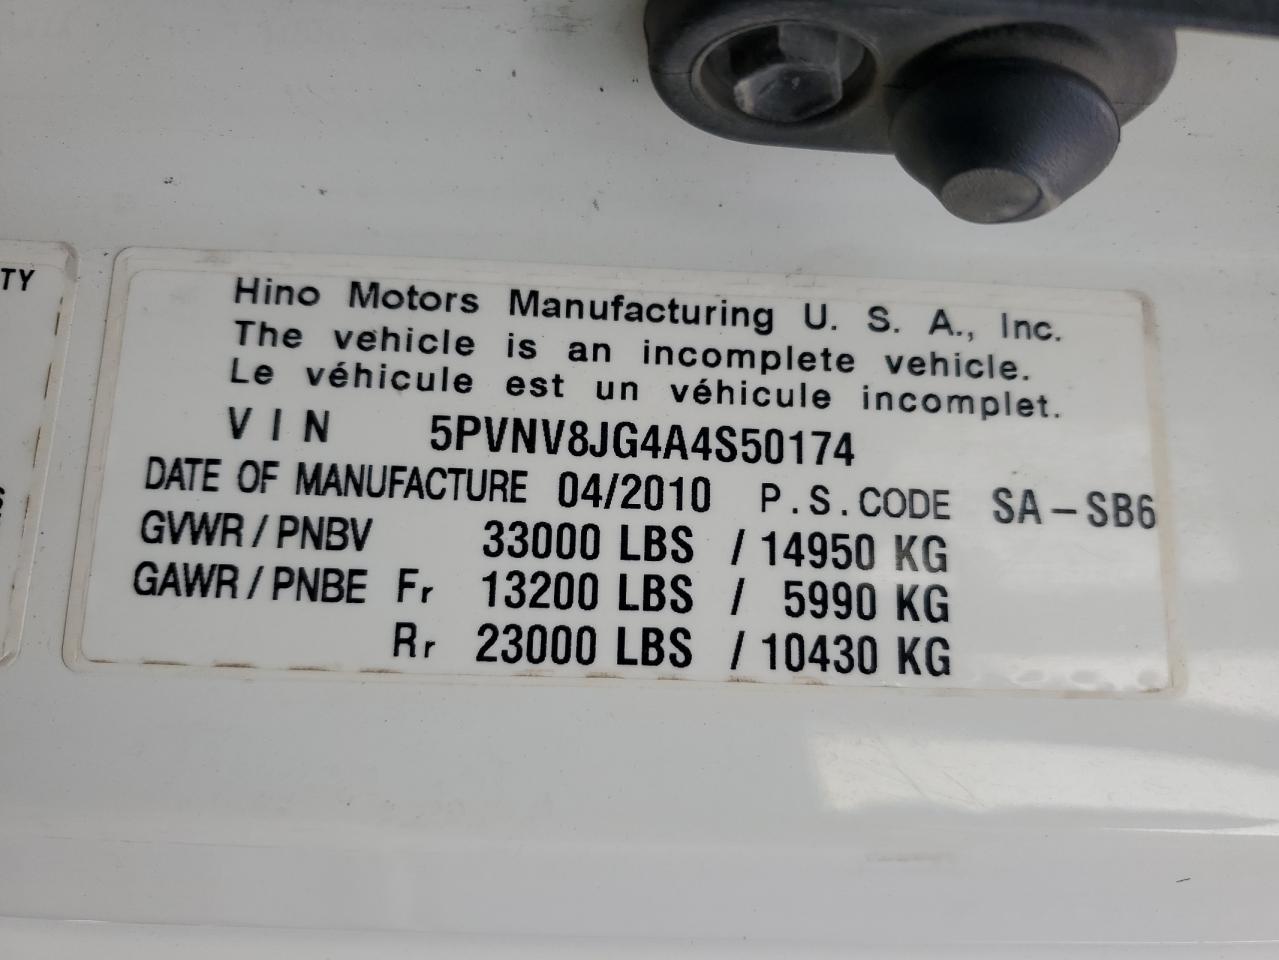 TY
Hino Motors Manufacturing U. S. A., Inc.
The vehicle is an incomplete vehicle.
Le véhicule est un véhicule incomplet.
VIN 5PVNV8JG4A4S50174
DATE OF MANUFACTURE 04/2010 P.S.CODE SA-SB6
GVWR/PNBV 33000 LBS / 14950 KG
GAWR/PNBE Fr 13200 LBS / 5990 KG
Rr 23000 LBS / 10430 KG